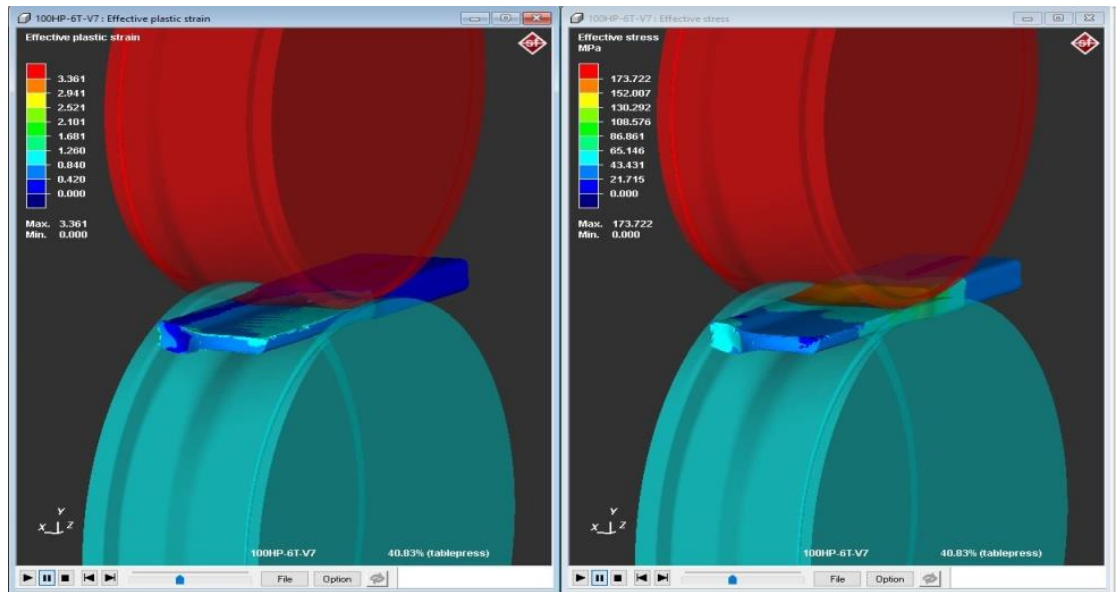 100HP-6T-V7 : Effective plastic strain
Effective plastic strain
sf
3.361
2.941
2.521
2.101
1.681
1.260
0.840
0.420
0.000
Max. 3.361
Min. 0.000
Y
X Z
100HP-6T-V7 40.83% (tablepress)
File Option
100HP-6T-V7 : Effective stress
Effective stress
MPa
sf
173.722
152.007
130.292
108.576
86.861
65.146
43.431
21.715
0.000
Max. 173.722
Min. 0.000
Y
X Z
100HP-6T-V7 40.83% (tablepress)
File Option